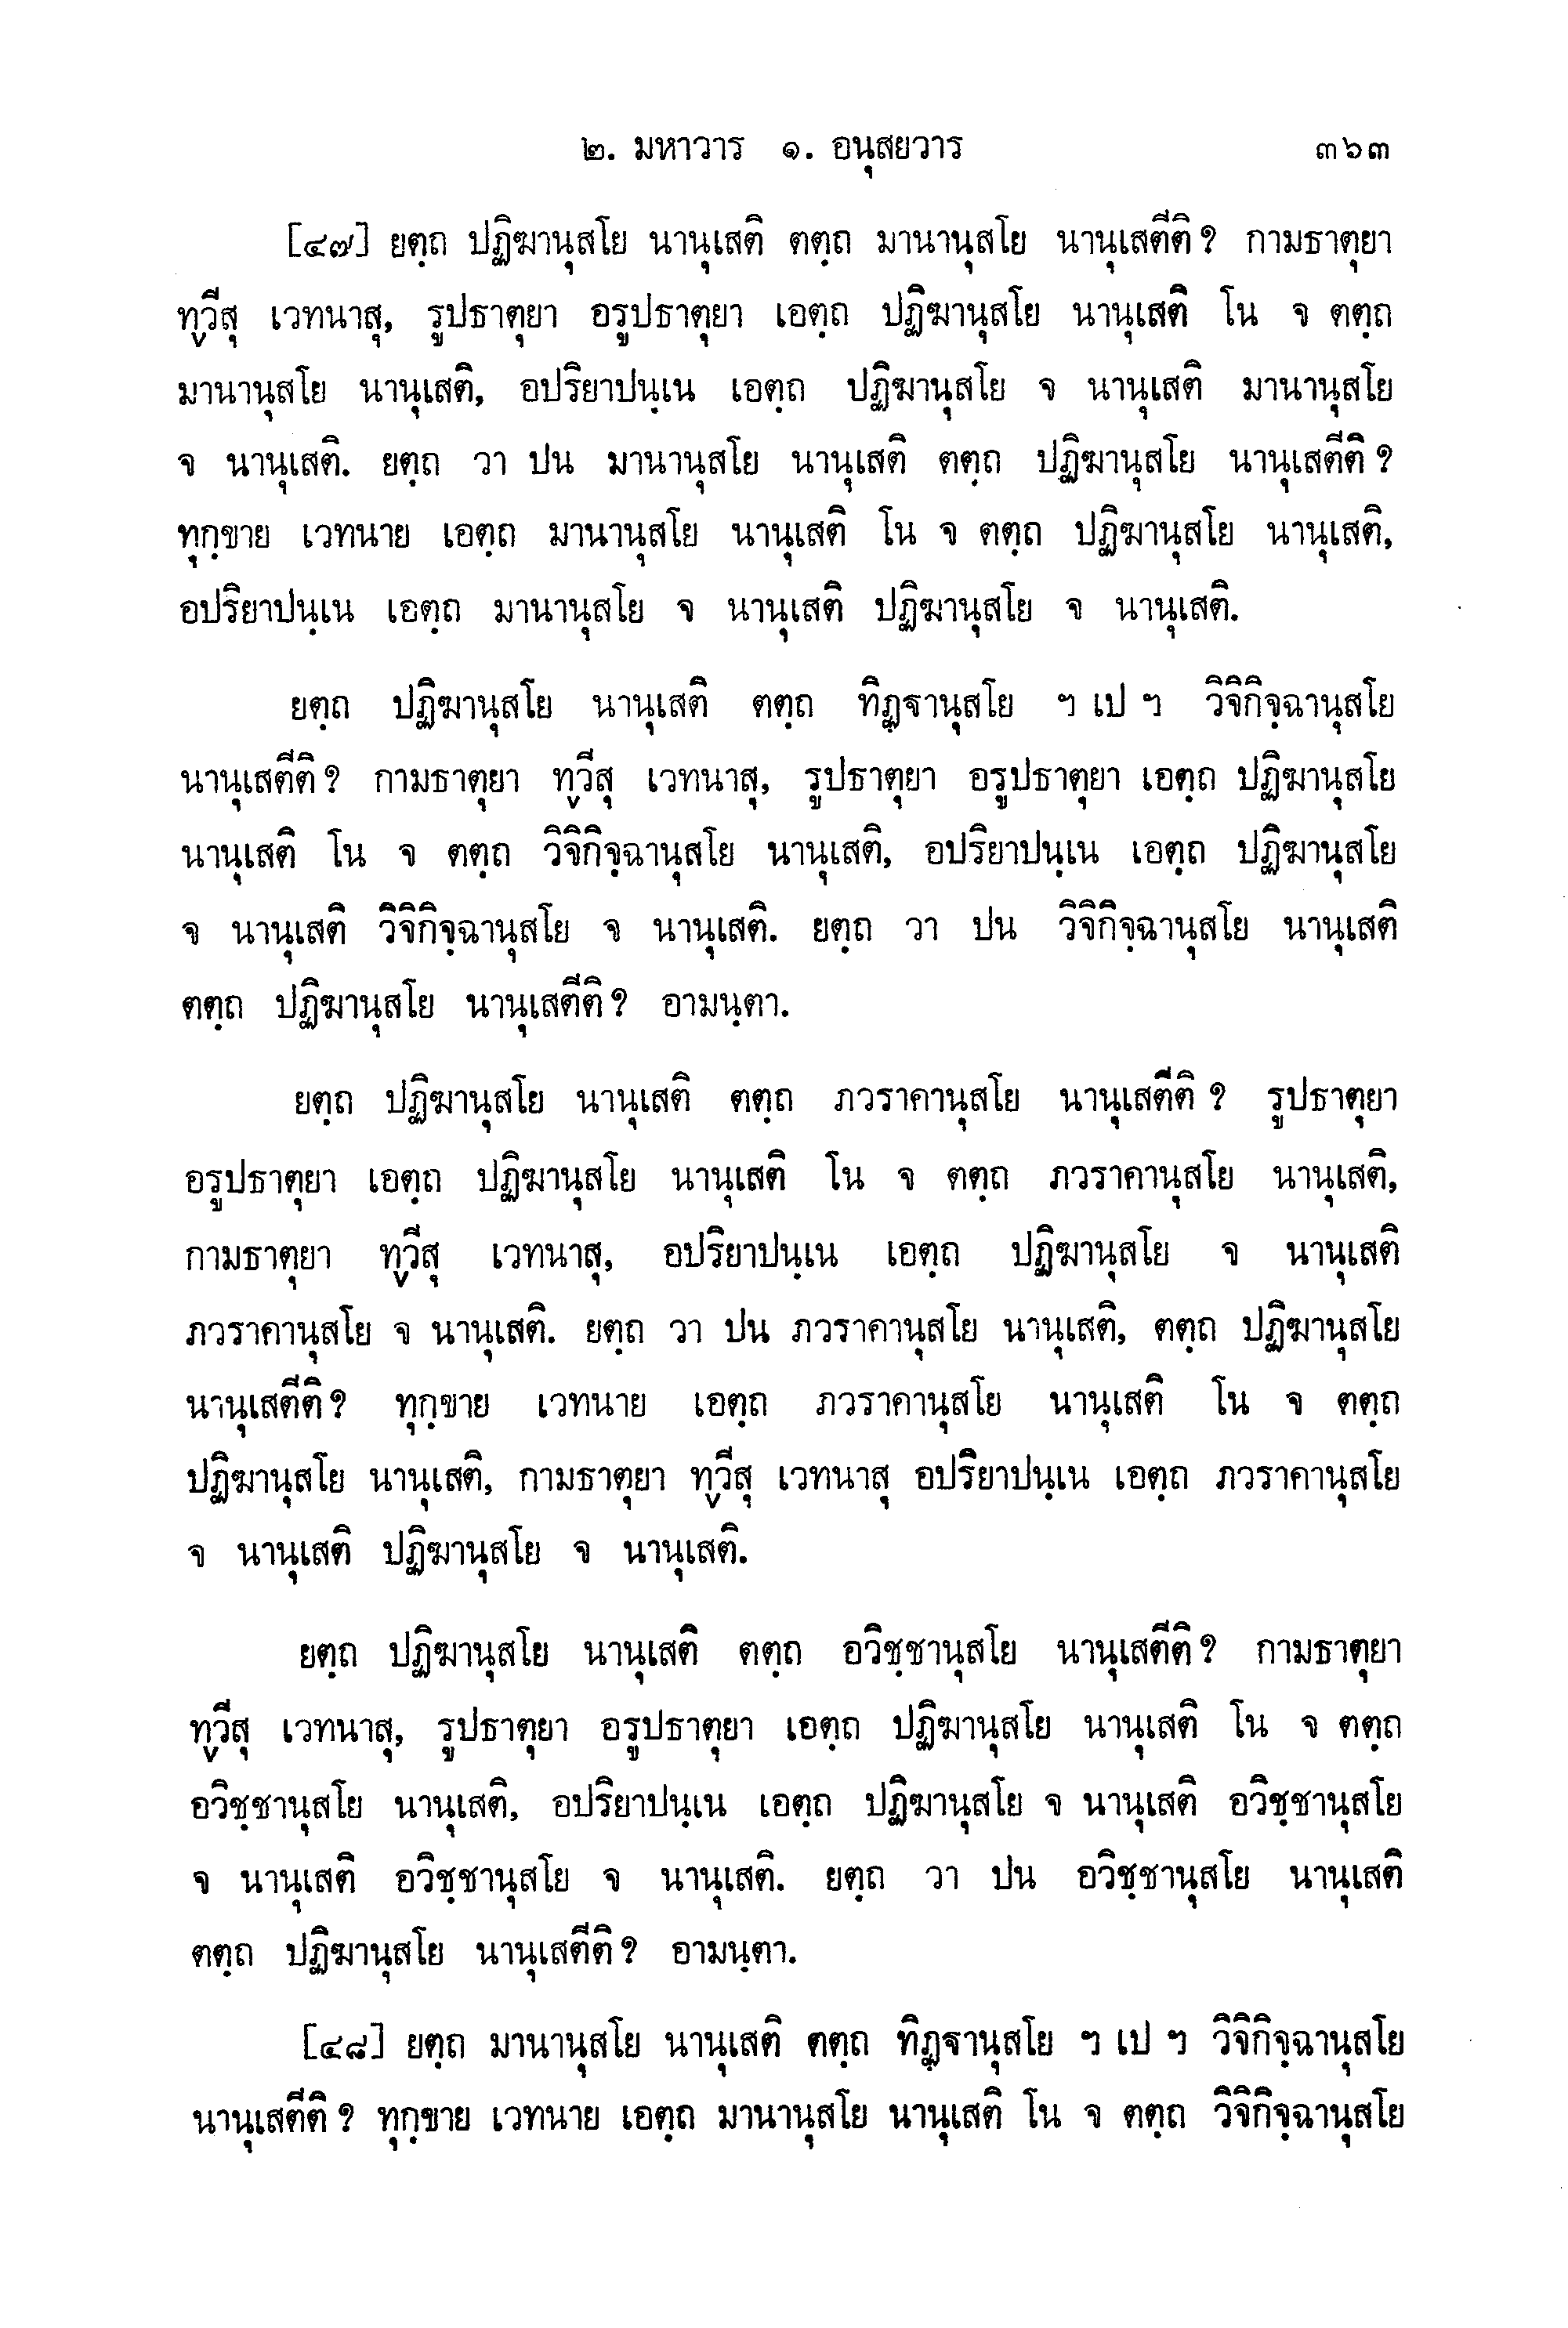 ๒. มหาวาร ๑. อนุสยวาร ๓๖๓
[๔๗] ยตฺถ ปฏิฆานุสโย นานุเสติ ตตฺถ มานานุสโย นานุเสตีติ ? กามธาตุยา
ทฺวีสุ เวทนาสุ, รูปธาตุยา อรูปธาตุยา เอตฺถ ปฏิฆานุสโย นานุเสติ โน จ ตตฺถ
มานานุสโย นานุเสติ, อปริยาปนฺเน เอตฺถ ปฏิฆานุสโย จ นานุเสติ มานานุสโย
จ นานุเสติ. ยตฺถ วา ปน มานานุสโย นานุเสติ ตตฺถ ปฏิฆานุสโย นานุเสตีติ ?
ทุกฺขาย เวทนาย เอตฺถ มานานุสโย นานุเสติ โน จ ตตฺถ ปฏิฆานุสโย นานุเสติ,
อปริยาปนฺเน เอตฺถ มานานุสโย จ นานุเสติ ปฏิฆานุสโย จ นานุเสติ.
ยตฺถ ปฏิฆานุสโย นานุเสติ ตตฺถ ทิฏฺฐานุสโย ฯ เป ฯ วิจิกิจฺฉานุสโย
นานุเสตีติ ? กามธาตุยา ทฺวีสุ เวทนาสุ, รูปธาตุยา อรูปธาตุยา เอตฺถ ปฏิฆานุสโย
นานุเสติ โน จ ตตฺถ วิจิกิจฺฉานุสโย นานุเสติ, อปริยาปนฺเน เอตฺถ ปฏิฆานุสโย
จ นานุเสติ วิจิกิจฺฉานุสโย จ นานุเสติ. ยตฺถ วา ปน วิจิกิจฺฉานุสโย นานุเสติ
ตตฺถ ปฏิฆานุสโย นานุเสตีติ ? อามนฺตา.
ยตฺถ ปฏิฆานุสโย นานุเสติ ตตฺถ ภวราคานุสโย นานุเสตีติ ? รูปธาตุยา
อรูปธาตุยา เอตฺถ ปฏิฆานุสโย นานุเสติ โน จ ตตฺถ ภวราคานุสโย นานุเสติ,
กามธาตุยา ทฺวีสุ เวทนาสุ, อปริยาปนฺเน เอตฺถ ปฏิฆานุสโย จ นานุเสติ
ภวราคานุสโย จ นานุเสติ. ยตฺถ วา ปน ภวราคานุสโย นานุเสติ, ตตฺถ ปฏิฆานุสโย
นานุเสตีติ ? ทุกฺขาย เวทนาย เอตฺถ ภวราคานุสโย นานุเสติ โน จ ตตฺถ
ปฏิฆานุสโย นานุเสติ, กามธาตุยา ทฺวีสุ เวทนาสุ อปริยาปนฺเน เอตฺถ ภวราคานุสโย
จ นานุเสติ ปฏิฆานุสโย จ นานุเสติ.
ยตฺถ ปฏิฆานุสโย นานุเสติ ตตฺถ อวิชฺชานุสโย นานุเสตีติ ? กามธาตุยา
ทฺวีสุ เวทนาสุ, รูปธาตุยา อรูปธาตุยา เอตฺถ ปฏิฆานุสโย นานุเสติ โน จ ตตฺถ
อวิชฺชานุสโย นานุเสติ, อปริยาปนฺเน เอตฺถ ปฏิฆานุสโย จ นานุเสติ อวิชฺชานุสโย
จ นานุเสติ อวิชฺชานุสโย จ นานุเสติ. ยตฺถ วา ปน อวิชฺชานุสโย นานุเสติ
ตตฺถ ปฏิฆานุสโย นานุเสตีติ ? อามนฺตา.
[๔๘] ยตฺถ มานานุสโย นานุเสติ ตตฺถ ทิฏฺฐานุสโย ฯ เป ฯ วิจิกิจฺฉานุสโย
นานุเสตีติ ? ทุกฺขาย เวทนาย เอตฺถ มานานุสโย นานุเสติ โน จ ตตฺถ วิจิกิจฺฉานุสโย